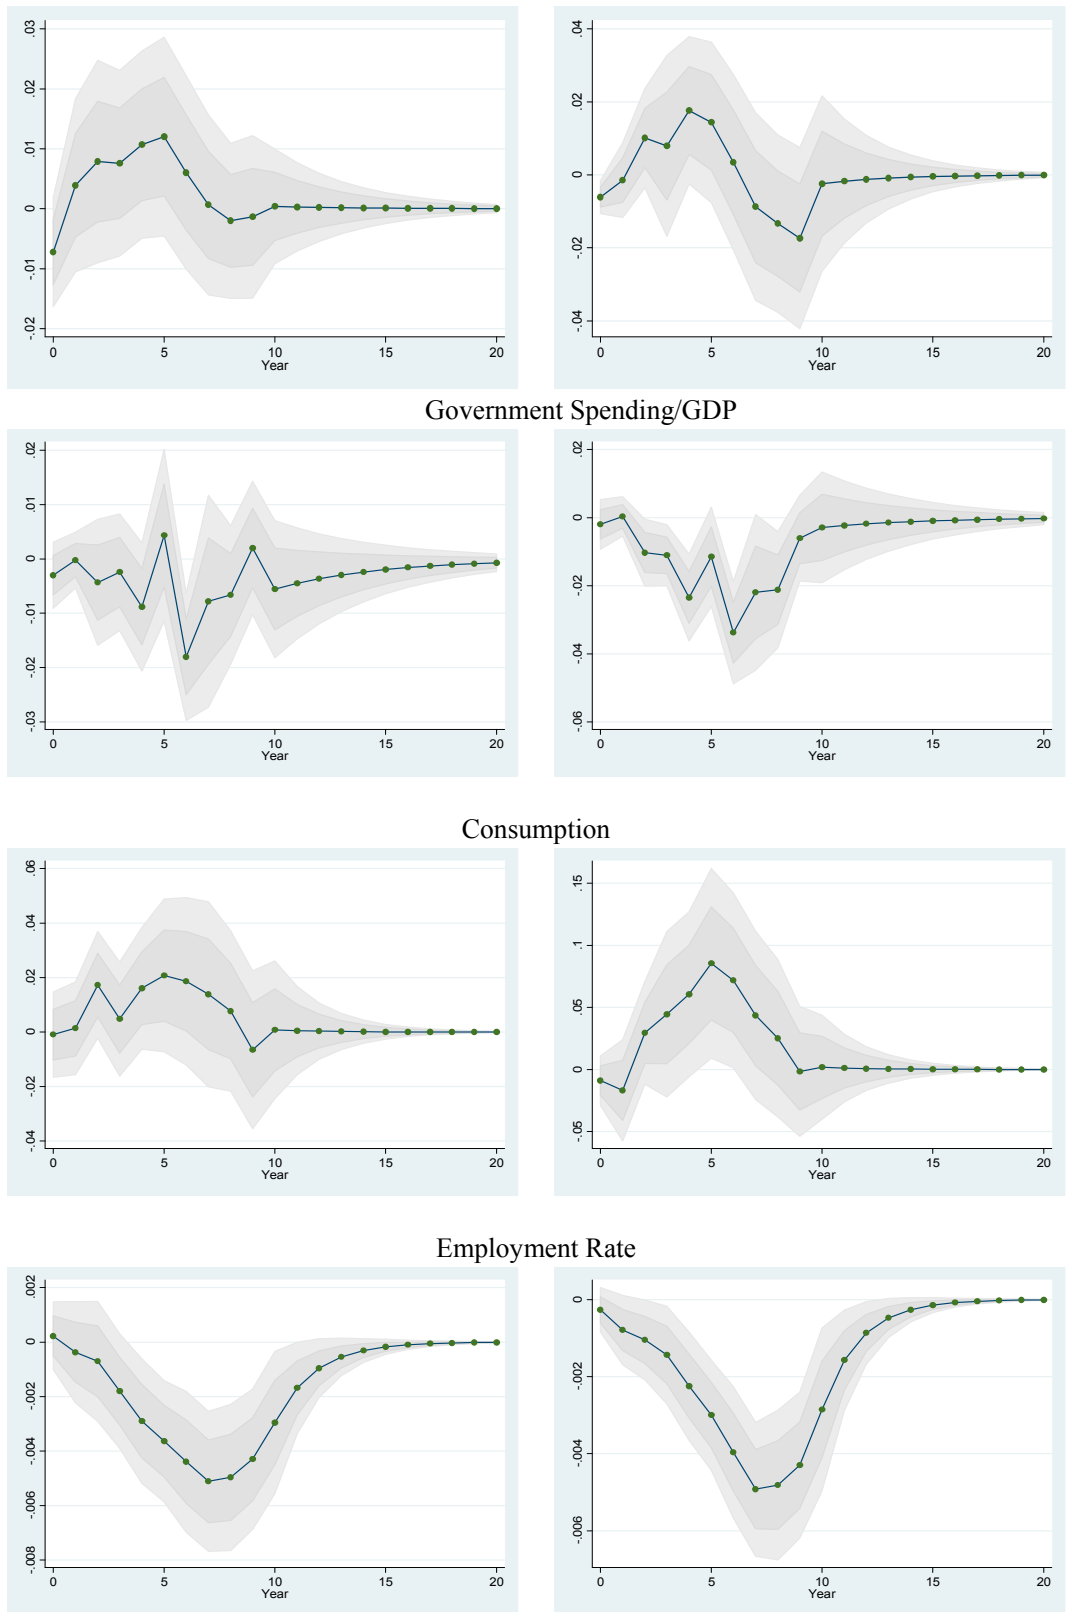 .03
.02
.01
0
-.01
-.02
0 5 10 15 20
Year
.04
.02
0
-.02
-.04
0 5 10 15 20
Year
Government Spending/GDP
.02
.01
0
-.01
-.02
-.03
0 5 10 15 20
Year
.02
0
-.02
-.04
-.06
0 5 10 15 20
Year
Consumption
.06
.04
.02
0
-.02
-.04
0 5 10 15 20
Year
.15
.1
.05
0
-.05
0 5 10 15 20
Year
Employment Rate
.002
0
-.002
-.004
-.006
-.008
0 5 10 15 20
Year
0
-.002
-.004
-.006
0 5 10 15 20
Year